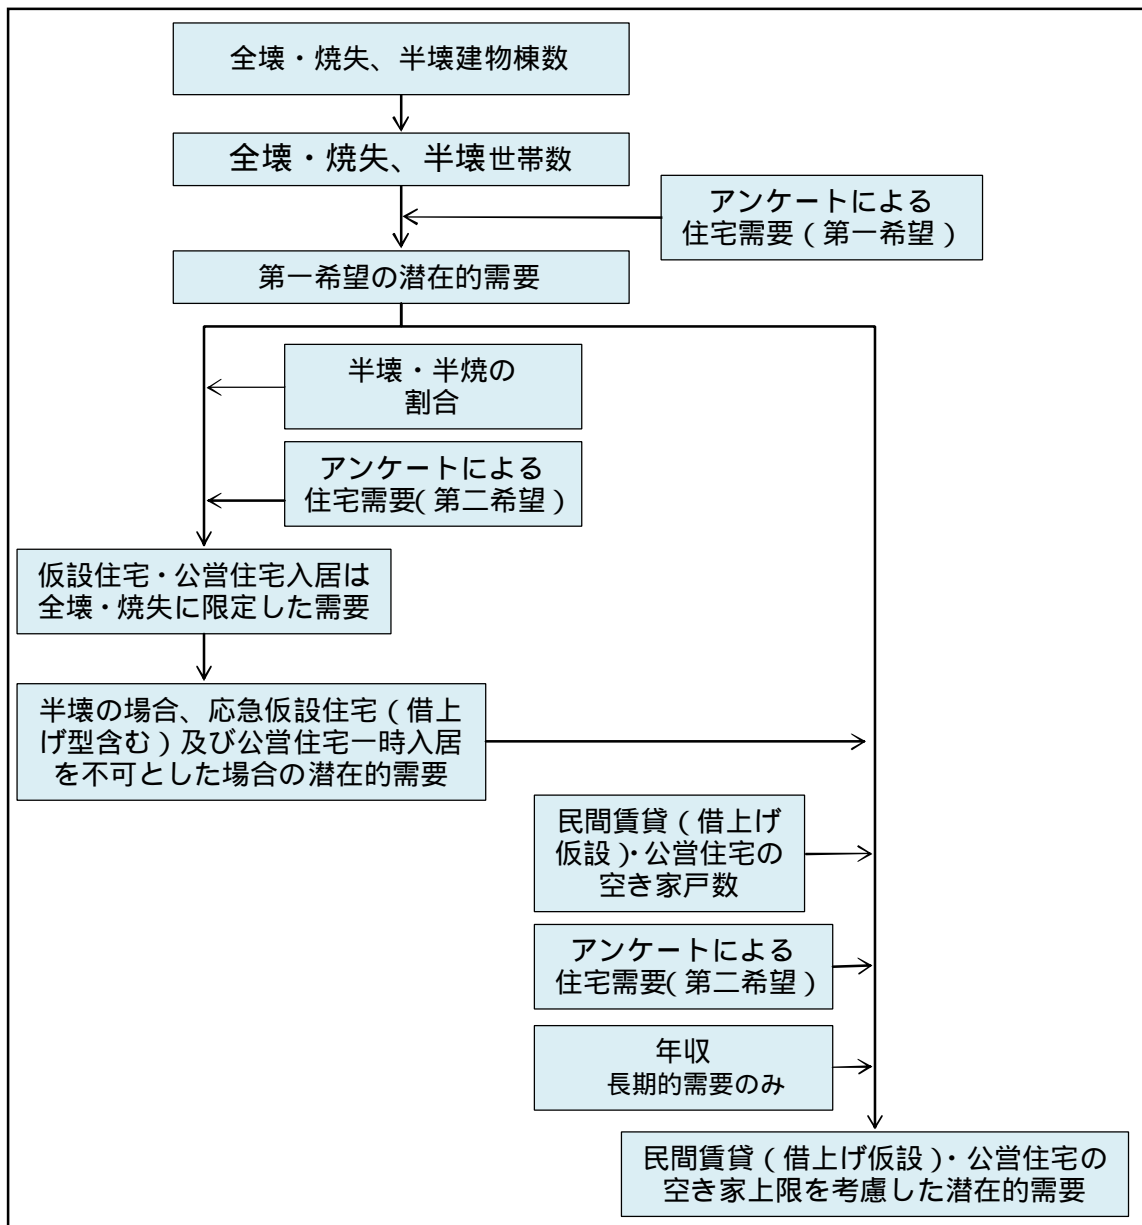 全壊・焼失、半壊建物棟数
全壊・焼失、半壊世帯数
アンケートによる
住宅需要（第一希望）
第一希望の潜在的需要
半壊・半焼の
割合
アンケートによる
住宅需要（第二希望）
仮設住宅・公営住宅入居は
全壊・焼失に限定した需要
半壊の場合、応急仮設住宅（借上
げ型含む）及び公営住宅一時入居
を不可とした場合の潜在的需要
民間賃貸（借上げ
仮設）・公営住宅の
空き家戸数
アンケートによる
住宅需要（第二希望）
年収
長期的需要のみ
民間賃貸（借上げ仮設）・公営住宅の
空き家上限を考慮した潜在的需要